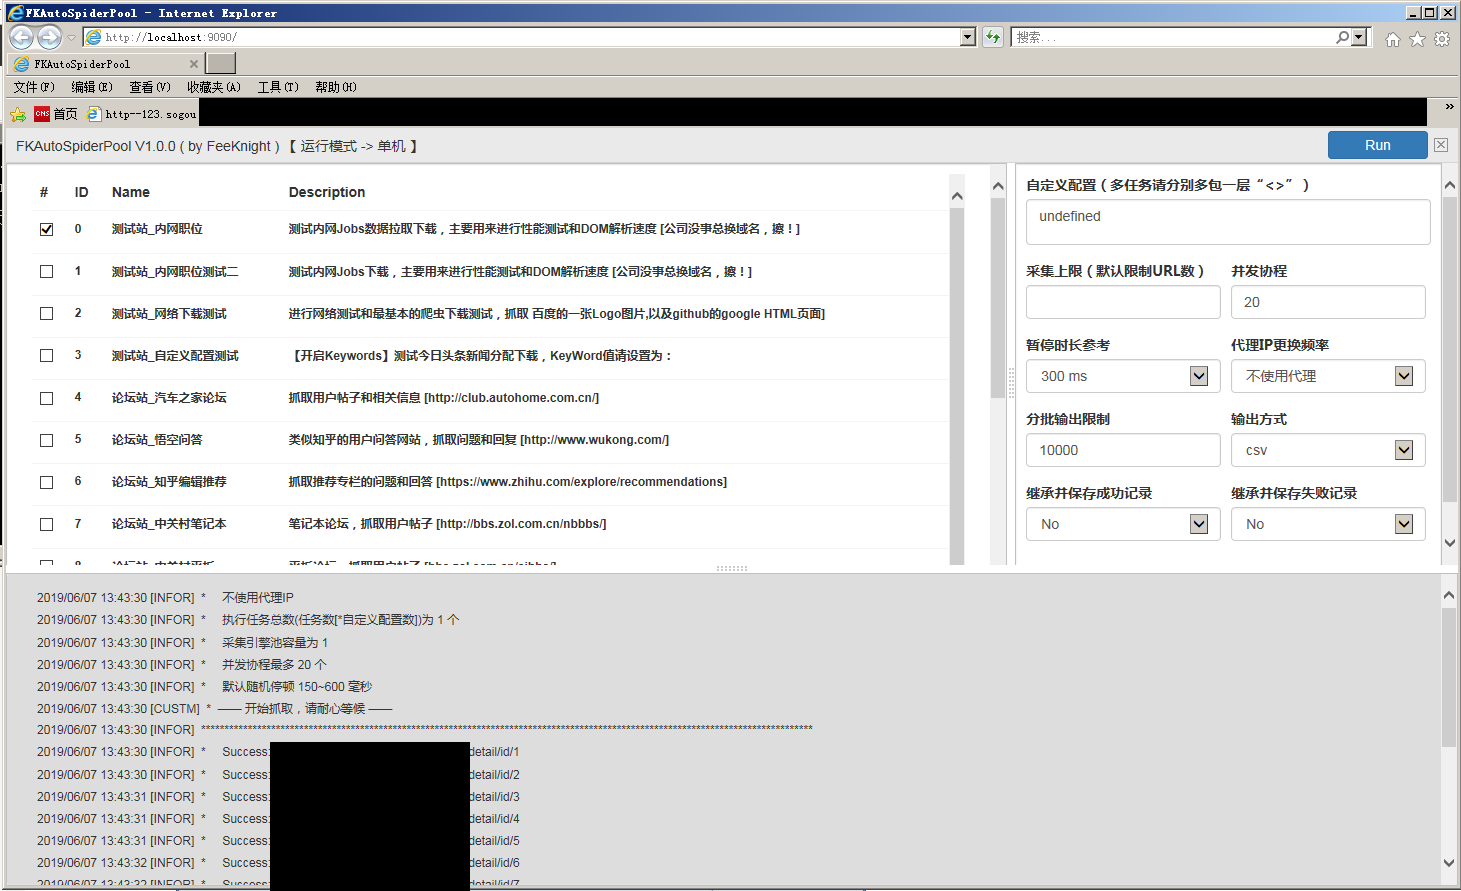 FKAutoSpiderPool - Internet Explorer
http://localhost:9090/
搜索...
FKAutoSpiderPool
文件(F) 编辑(E) 查看(V) 收藏夹(A) 工具(T) 帮助(H)
CNS 首页 http--123.sogou
»
FKAutoSpiderPool V1.0.0 ( by FeeKnight ) 【 运行模式 -> 单机 】
Run
# ID Name Description
0 测试站_内网职位 测试内网Jobs数据拉取下载，主要用来进行性能测试和DOM解析速度 [公司没事总换域名，擦！]
1 测试站_内网职位测试二 测试内网Jobs下载，主要用来进行性能测试和DOM解析速度 [公司没事总换域名，擦！]
2 测试站_网络下载测试 进行网络测试和最基本的爬虫下载测试，抓取 百度的一张Logo图片,以及github的google HTML页面]
3 测试站_自定义配置测试 【开启Keywords】测试今日头条新闻分配下载，KeyWord值请设置为：
4 论坛站_汽车之家论坛 抓取用户帖子和相关信息 [http://club.autohome.com.cn/]
5 论坛站_悟空问答 类似知乎的用户问答网站，抓取问题和回复 [http://www.wukong.com/]
6 论坛站_知乎编辑推荐 抓取推荐专栏的问题和回答 [https://www.zhihu.com/explore/recommendations]
7 论坛站_中关村笔记本 笔记本论坛，抓取用户帖子 [http://bbs.zol.com.cn/nbbbs/]
自定义配置（多任务请分别多包一层“<>”）
undefined
采集上限（默认限制URL数） 并发协程
20
暂停时长参考 代理IP更换频率
300 ms 不使用代理
分批输出限制 输出方式
10000 csv
继承并保存成功记录 继承并保存失败记录
No No
2019/06/07 13:43:30 [INFOR] * 不使用代理IP
2019/06/07 13:43:30 [INFOR] * 执行任务总数(任务数[*自定义配置数])为 1 个
2019/06/07 13:43:30 [INFOR] * 采集引擎池容量为 1
2019/06/07 13:43:30 [INFOR] * 并发协程最多 20 个
2019/06/07 13:43:30 [INFOR] * 默认随机停顿 150~600 毫秒
2019/06/07 13:43:30 [CUSTM] * —— 开始抓取，请耐心等候 ——
2019/06/07 13:43:30 [INFOR] ***********************************************************************************************************************************
2019/06/07 13:43:30 [INFOR] * Success: detail/id/1
2019/06/07 13:43:30 [INFOR] * Success: detail/id/2
2019/06/07 13:43:31 [INFOR] * Success: detail/id/3
2019/06/07 13:43:31 [INFOR] * Success: detail/id/4
2019/06/07 13:43:31 [INFOR] * Success: detail/id/5
2019/06/07 13:43:32 [INFOR] * Success: detail/id/6
2019/06/07 13:43:32 [INFOR] * Success: detail/id/7